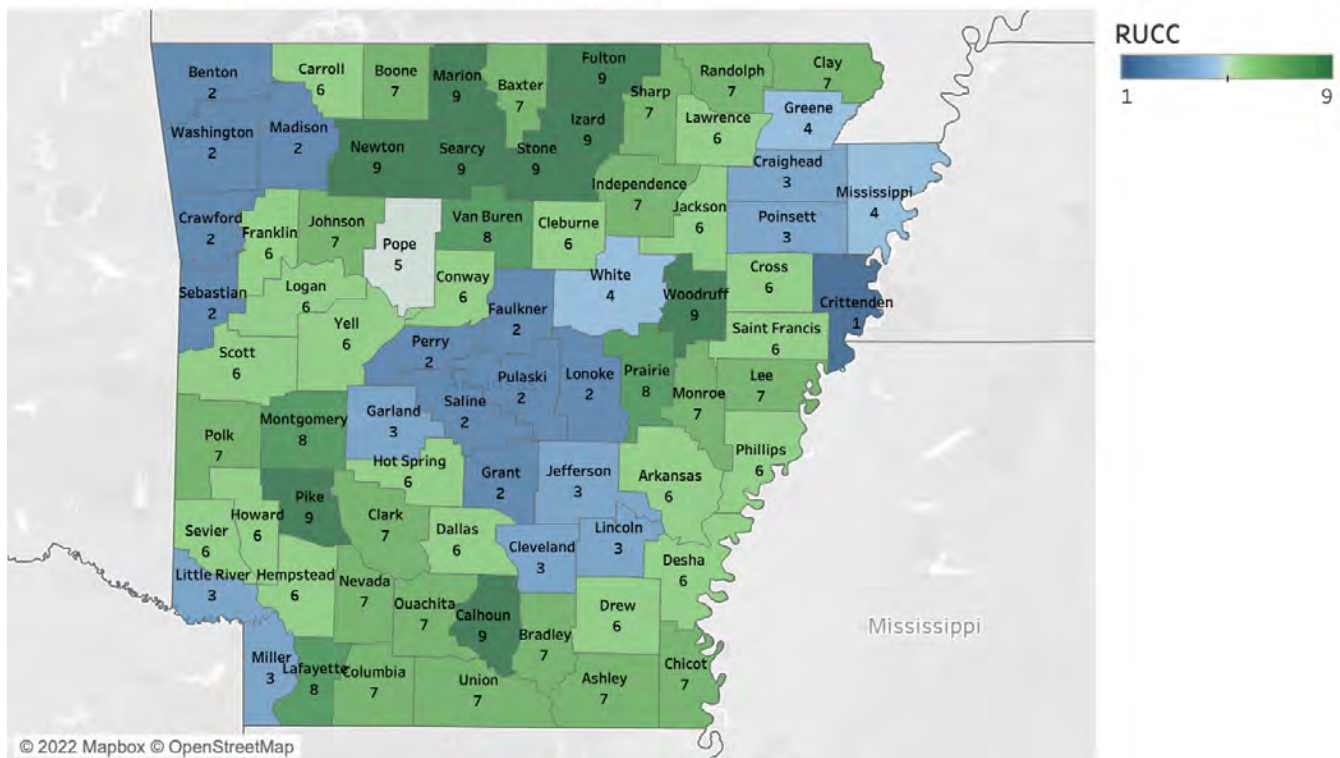 RUCC
1 9
Benton
2
Carroll
6
Boone
7
Marion
9
Baxter
7
Fulton
9
Sharp
7
Randolph
7
Clay
7
Greene
4
Lawrence
6
Washington
2
Madison
2
Newton
9
Searcy
9
Stone
9
Izard
9
Craighead
3
Mississippi
4
Independence
7
Jackson
6
Poinsett
3
Crawford
2
Franklin
6
Johnson
7
Pope
5
Van Buren
8
Cleburne
6
White
4
Woodruff
9
Cross
6
Crittenden
1
Sebastian
2
Logan
6
Conway
6
Faulkner
2
Saint Francis
6
Scott
6
Yell
6
Perry
2
Pulaski
2
Lonoke
2
Prairie
8
Monroe
7
Lee
7
Polk
7
Montgomery
8
Garland
3
Saline
2
Phillips
6
Hot Spring
6
Grant
2
Jefferson
3
Arkansas
6
Sevier
6
Howard
6
Pike
9
Clark
7
Dallas
6
Cleveland
3
Lincoln
3
Desha
6
Little River
3
Hempstead
6
Nevada
7
Ouachita
7
Calhoun
9
Bradley
7
Drew
6
Mississippi
Miller
3
Lafayette
8
Columbia
7
Union
7
Ashley
7
Chicot
7
© 2022 Mapbox © OpenStreetMap